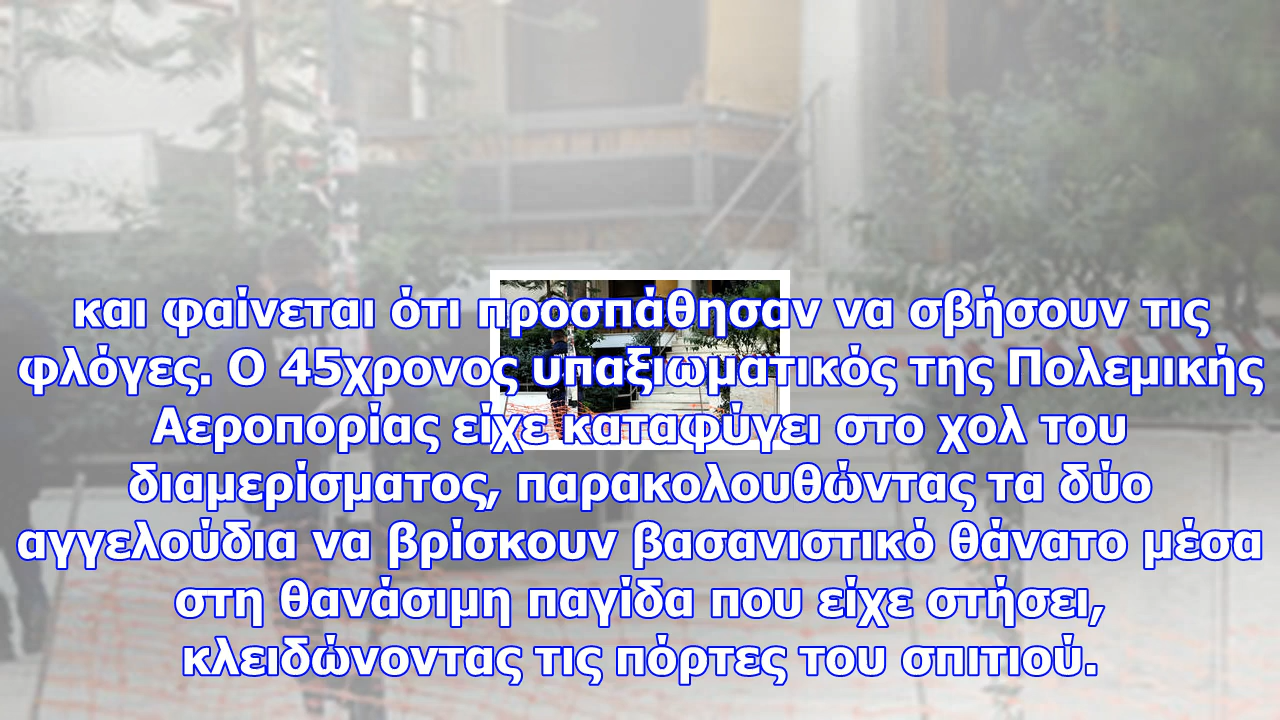 και φαίνεται ότι προσπάθησαν να σβήσουν τις
φλόγες. Ο 45χρονος υπαξιωματικός της Πολεμικής
Αεροπορίας είχε καταφύγει στο χολ του
διαμερίσματος, παρακολουθώντας τα δύο
αγγελούδια να βρίσκουν βασανιστικό θάνατο μέσα
στη θανάσιμη παγίδα που είχε στήσει,
κλειδώνοντας τις πόρτες του σπιτιού.